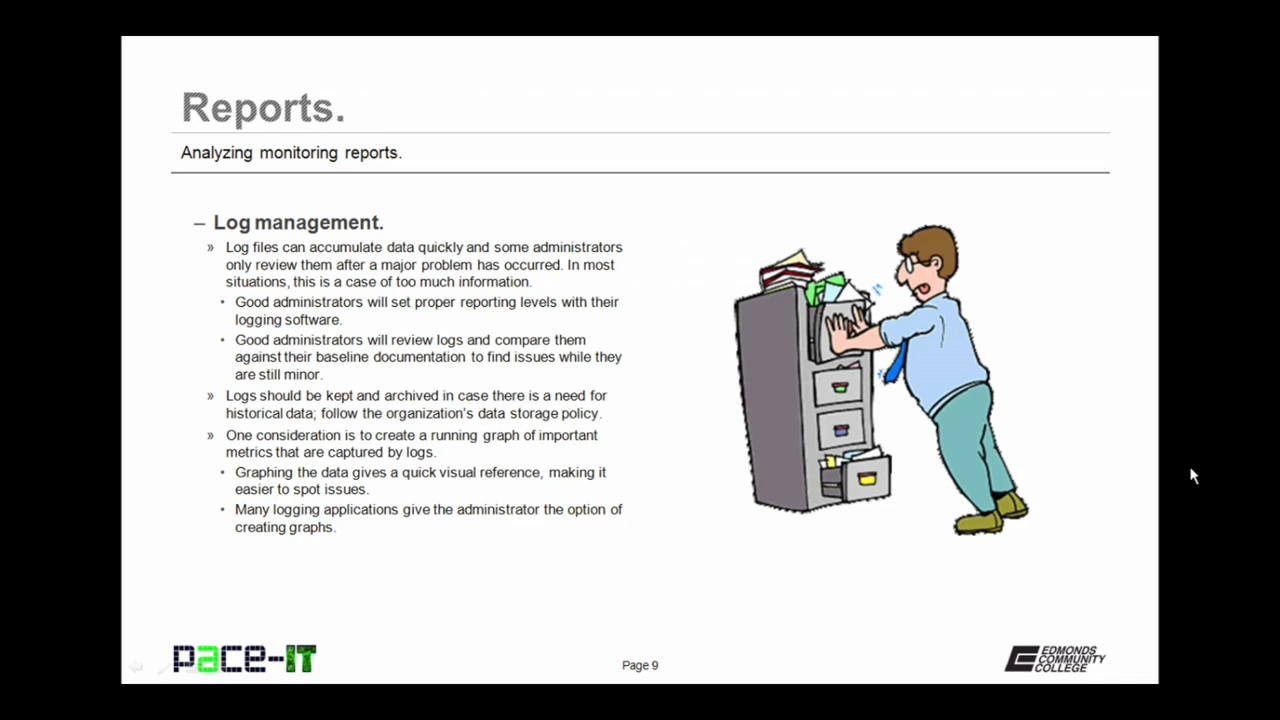 Reports.
Analyzing monitoring reports.
– Log management.
» Log files can accumulate data quickly and some administrators
only review them after a major problem has occurred. In most
situations, this is a case of too much information.
• Good administrators will set proper reporting levels with their
logging software.
• Good administrators will review logs and compare them
against their baseline documentation to find issues while they
are still minor.
» Logs should be kept and archived in case there is a need for
historical data; follow the organization's data storage policy.
» One consideration is to create a running graph of important
metrics that are captured by logs.
• Graphing the data gives a quick visual reference, making it
easier to spot issues.
• Many logging applications give the administrator the option of
creating graphs.
pace-IT
Page 9
EDMONDS
COMMUNITY
COLLEGE